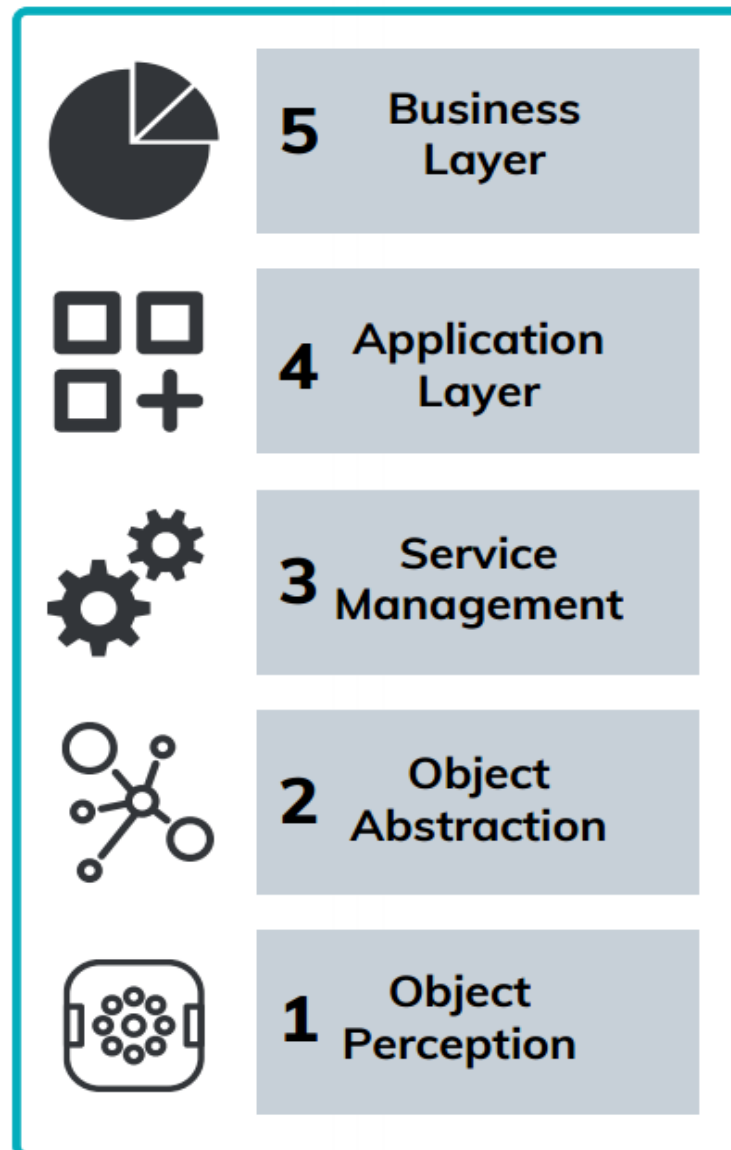 5 Business
Layer
4 Application
Layer
3 Service
Management
2 Object
Abstraction
1 Object
Perception